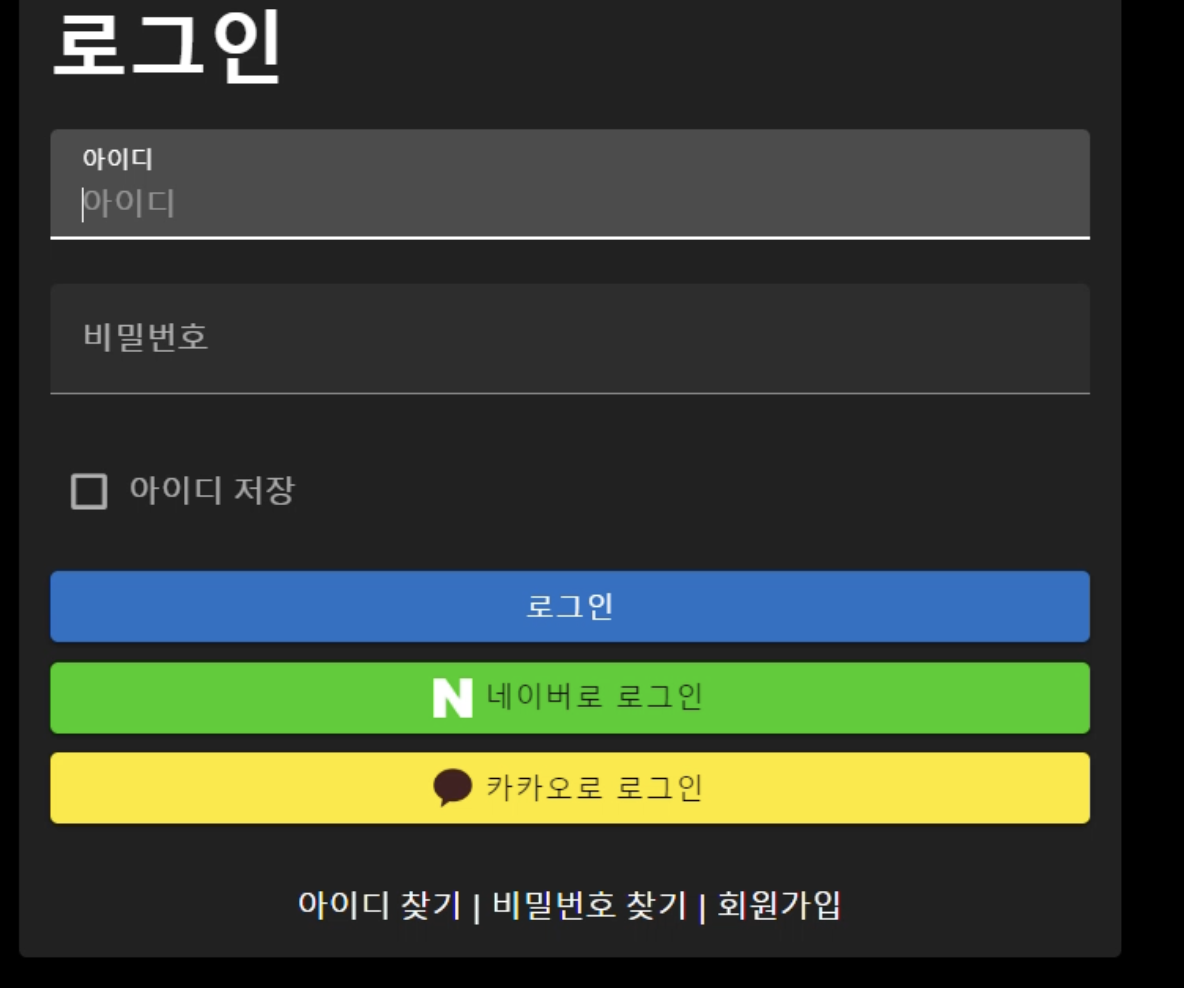 로그인
아이디
아이디
비밀번호
아이디 저장
로그인
N 네이버로 로그인
카카오로 로그인
아이디 찾기 | 비밀번호 찾기 | 회원가입